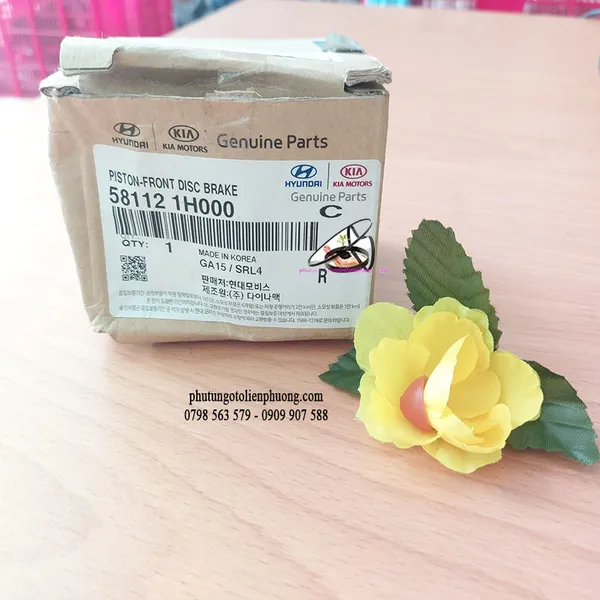 HYUNDAI KIA KIA MOTORS Genuine Parts
PISTON-FRONT DISC BRAKE
58112 1H000
HYUNDAI KIA KIA MOTORS
Genuine Parts
C
QTY: 1
MADE IN KOREA
GA15 / SRL4
R
판매처:현대모비스
제조원:(주) 다이나맥
phutungotolienphuong.com
0798 563 579 - 0909 907 588